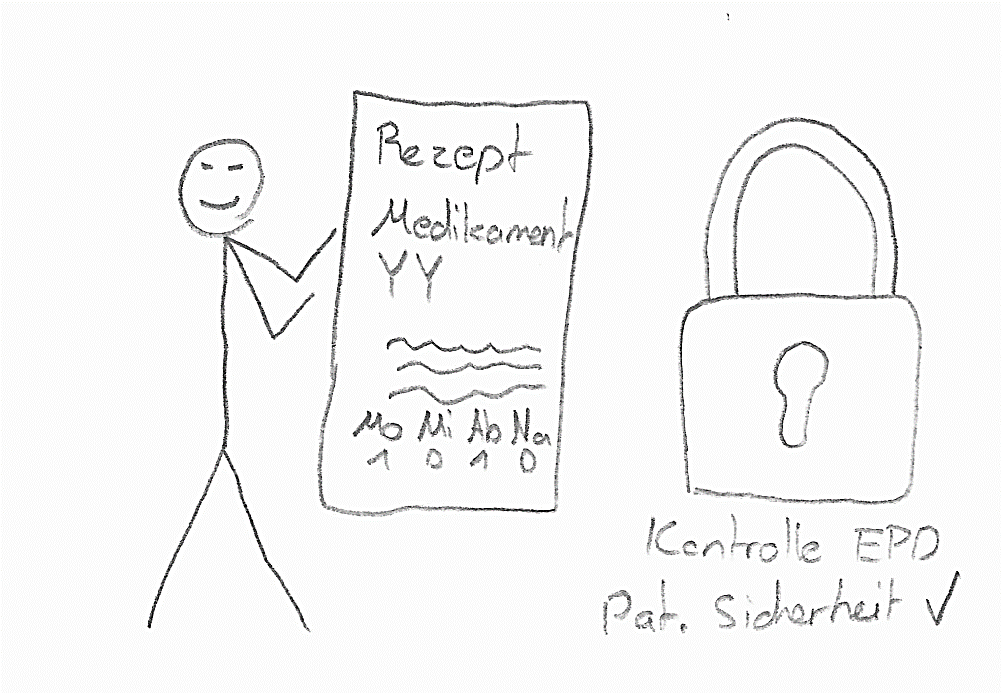 Rezept
Medikament
YY
Mo Mi Ab Na
1 0 1 0
Kontrolle EPD
Pat. Sicherheit ✓